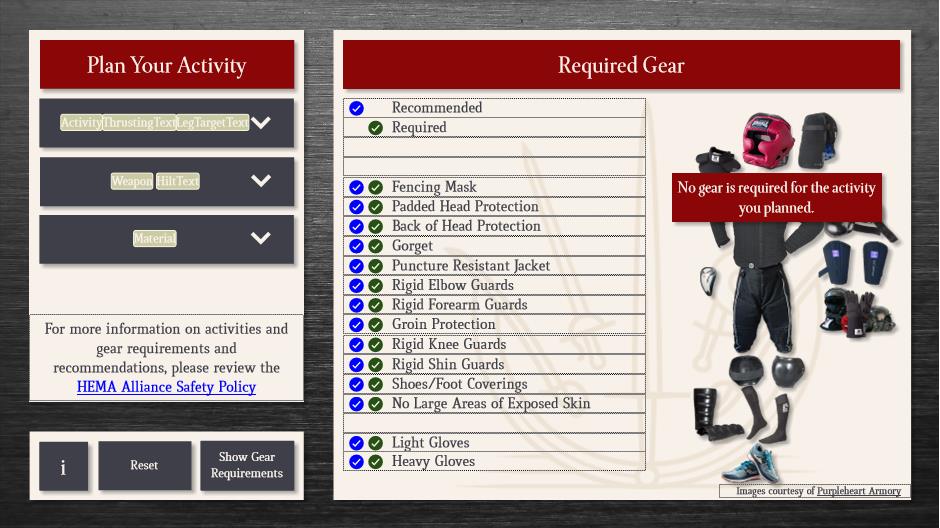 Plan Your Activity
ActivityThrustingTextLegTargetText
Weapon HiltText
Material
For more information on activities and
gear requirements and
recommendations, please review the
HEMA Alliance Safety Policy
i
Reset
Show Gear
Requirements
Required Gear
Recommended
Required
Fencing Mask
Padded Head Protection
Back of Head Protection
Gorget
Puncture Resistant Jacket
Rigid Elbow Guards
Rigid Forearm Guards
Groin Protection
Rigid Knee Guards
Rigid Shin Guards
Shoes/Foot Coverings
No Large Areas of Exposed Skin
Light Gloves
Heavy Gloves
No gear is required for the activity
you planned.
Images courtesy of Purpleheart Armory